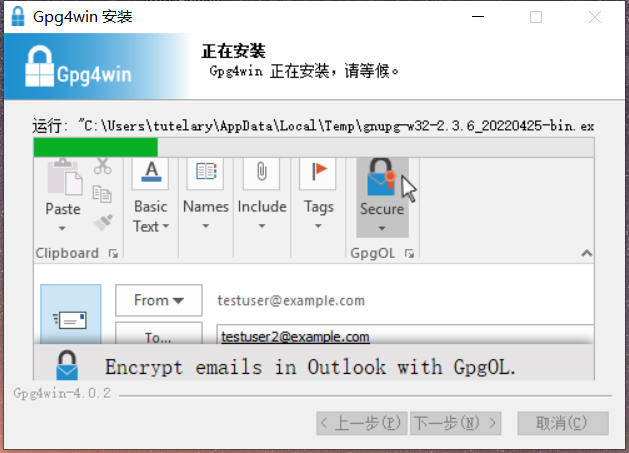 Gpg4win 安装
Gpg4win
正在安装
Gpg4win 正在安装，请等候。
运行: "C:\Users\tutelary\AppData\Local\Temp\gnupg-w32-2.3.6_20220425-bin.ex
Paste
Basic Text
Names
Include
Tags
Secure
Clipboard
GpgOL
From
testuser@example.com
To...
testuser2@example.com
Encrypt emails in Outlook with GpgOL.
Gpg4win-4.0.2
< 上一步(P)
下一步(N) >
取消(C)